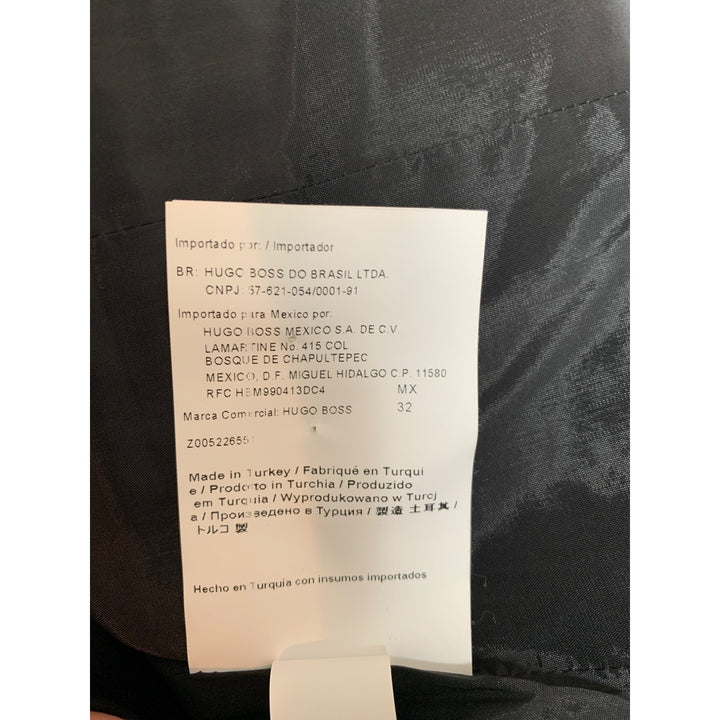 Importado por: / Importador
BR: HUGO BOSS DO BRASIL LTDA.
CNPJ: 67-621-054/0001-91
Importado para Mexico por:
HUGO BOSS MEXICO S.A. DE C.V.
LAMARTINE No. 415 COL.
BOSQUE DE CHAPULTEPEC
MEXICO, D.F. MIGUEL HIDALGO C.P. 11580
RFC HBM990413DC4 MX
Marca Comercial: HUGO BOSS 32
Made in Turkey / Fabriqué en Turqui
e / Prodotto in Turchia / Produzido
em Turquia / Wyprodukowano w Turcj
a / Произведено в Турция / 製造 土耳其 /
トルコ 製
Hecho en Turquia con insumos importados